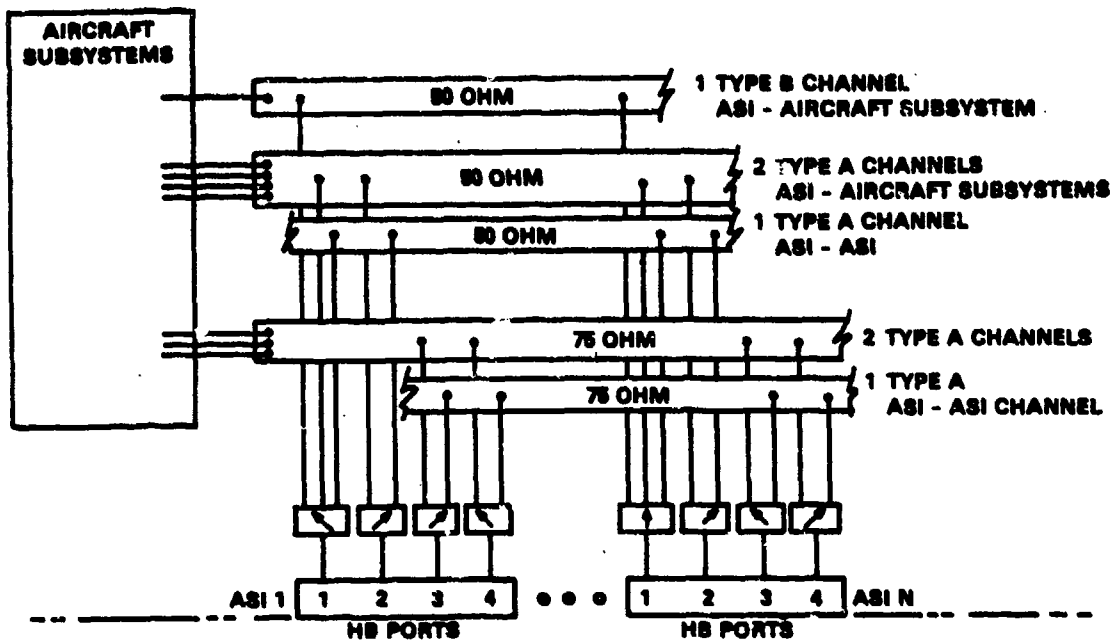 AIRCRAFT
SUBSYSTEMS
50 OHM
1 TYPE B CHANNEL
ASI - AIRCRAFT SUBSYSTEM
50 OHM
2 TYPE A CHANNELS
ASI - AIRCRAFT SUBSYSTEMS
50 OHM
1 TYPE A CHANNEL
ASI - ASI
75 OHM
2 TYPE A CHANNELS
75 OHM
1 TYPE A
ASI - ASI CHANNEL
ASI 1 1 2 3 4
1 2 3 4 ASI N
HB PORTS
HB PORTS